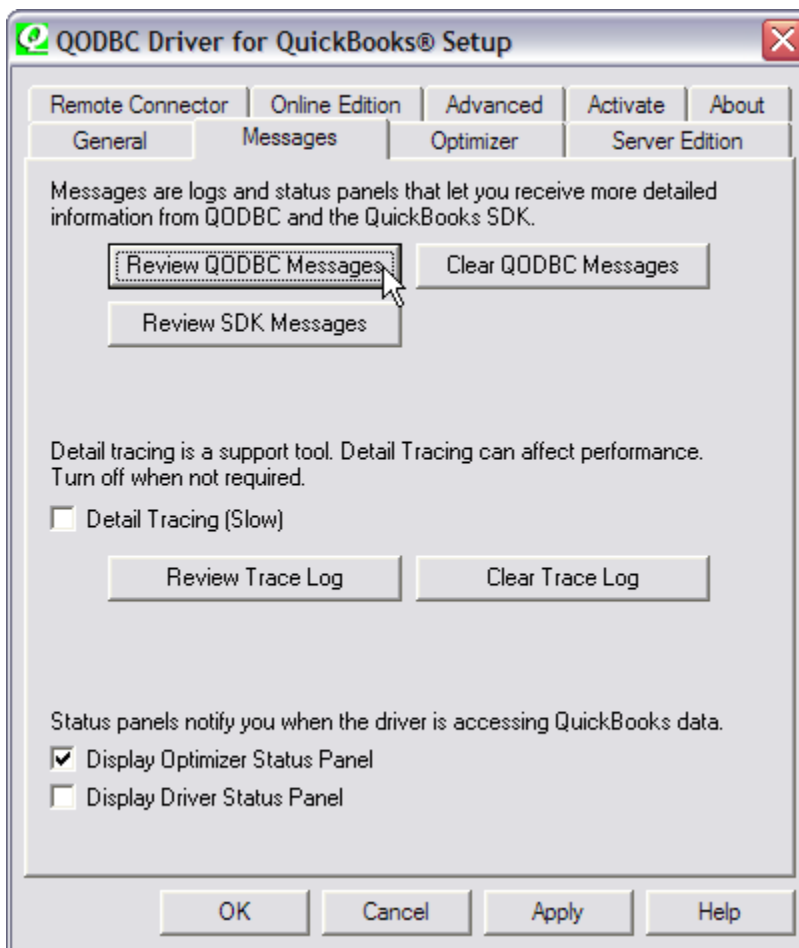 QODBC Driver for QuickBooks® Setup
Remote Connector
Online Edition
Advanced
Activate
About
General
Messages
Optimizer
Server Edition
Messages are logs and status panels that let you receive more detailed
information from QODBC and the QuickBooks SDK.
Review QODBC Messages
Clear QODBC Messages
Review SDK Messages
Detail tracing is a support tool. Detail Tracing can affect performance.
Turn off when not required.
Detail Tracing (Slow)
Review Trace Log
Clear Trace Log
Status panels notify you when the driver is accessing QuickBooks data.
Display Optimizer Status Panel
Display Driver Status Panel
OK
Cancel
Apply
Help